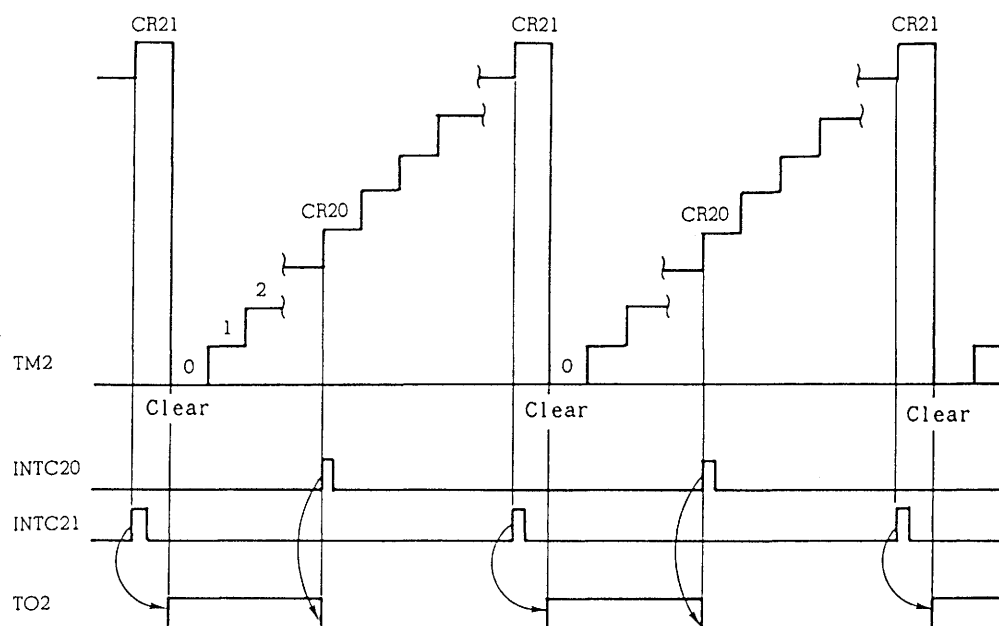 CR21 CR21 CR21
CR20 CR20
2
1
TM2 0 0
Clear Clear Clear
INTC20
INTC21
TO2